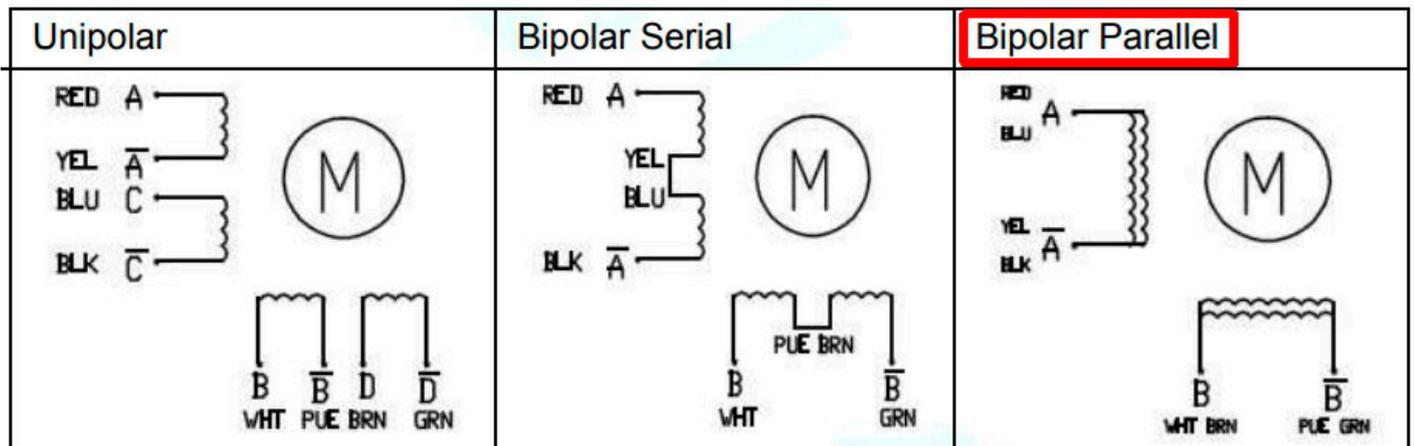 Unipolar
RED A
YEL A̅
BLU C
BLK C̅
M
B B̅ D D̅
WHT PUE BRN GRN
Bipolar Serial
RED A
YEL
BLU
BLK A̅
M
PUE BRN
B B̅
WHT GRN
Bipolar Parallel
RED
A
BLU
YEL
A̅
BLK
M
B B̅
WHT BRN PUE GRN